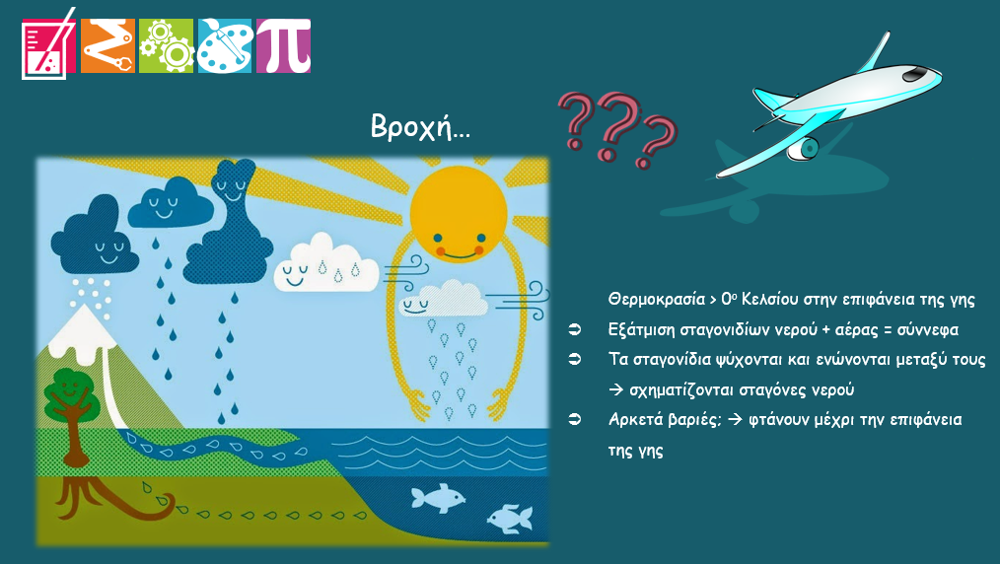 Βροχή...
???
Θερμοκρασία > 0ο Κελσίου στην επιφάνεια της γης
➲ Εξάτμιση σταγονιδίων νερού + αέρας = σύννεφα
➲ Τα σταγονίδια ψύχονται και ενώνονται μεταξύ τους
→ σχηματίζονται σταγόνες νερού
➲ Αρκετά βαριές; → φτάνουν μέχρι την επιφάνεια
της γης